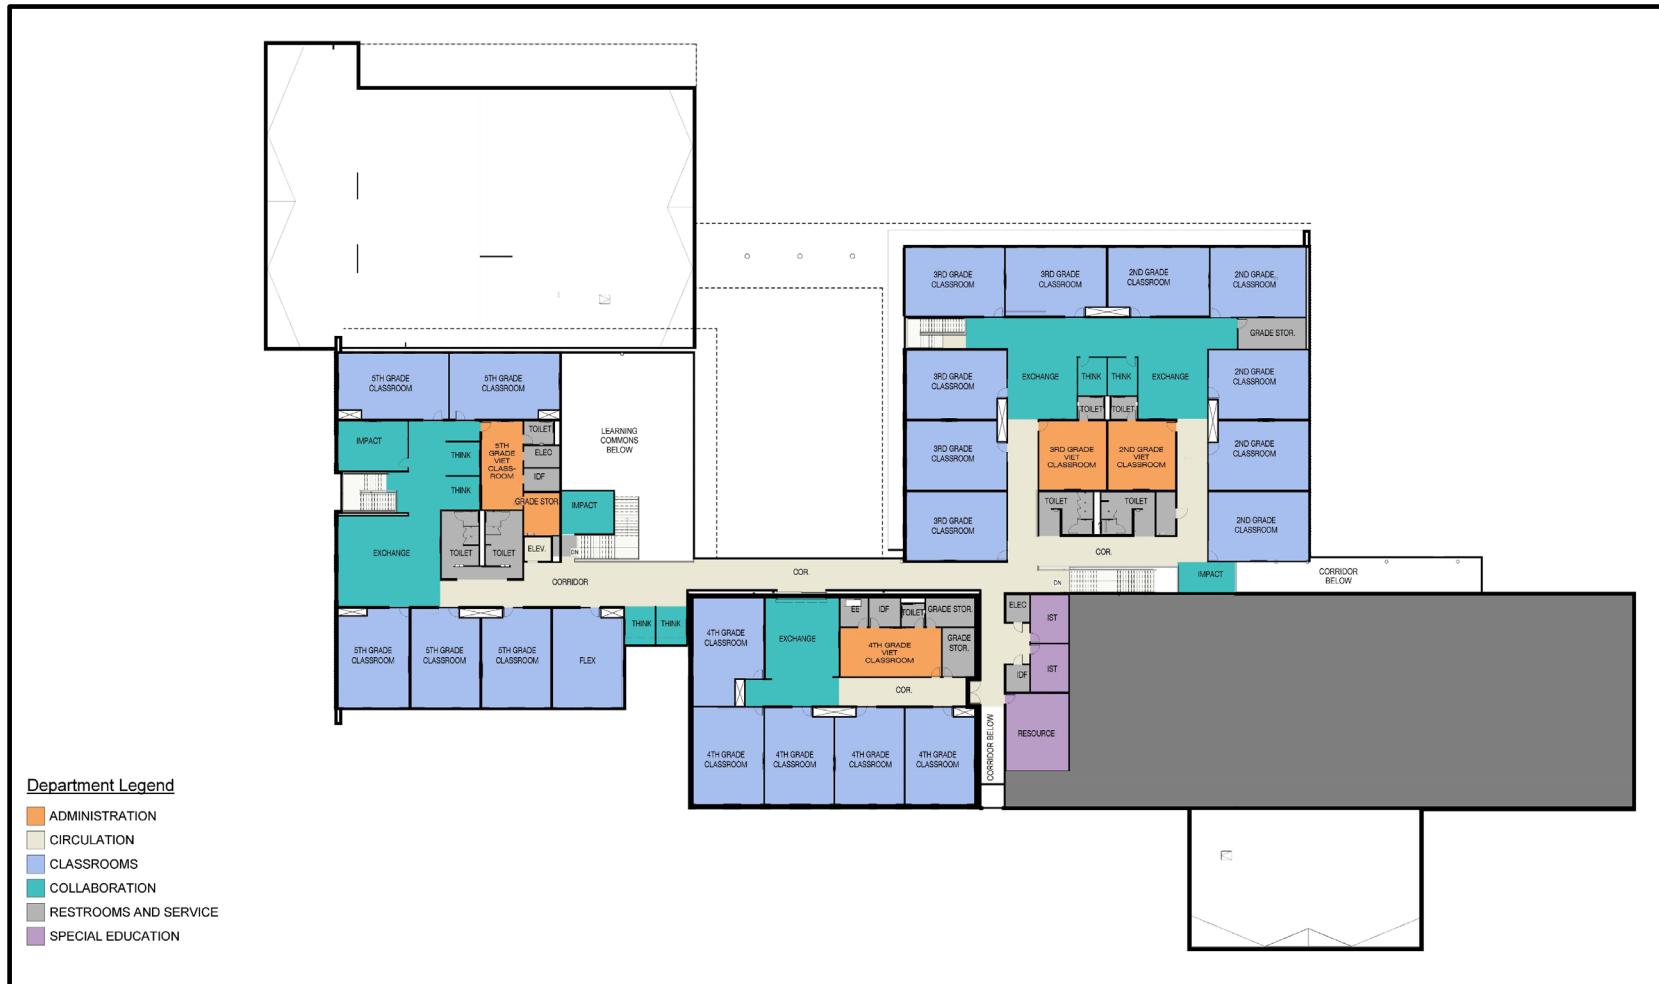 3RD GRADE
CLASSROOM
3RD GRADE
CLASSROOM
2ND GRADE
CLASSROOM
2ND GRADE
CLASSROOM
GRADE STOR.
3RD GRADE
CLASSROOM
EXCHANGE
THINK
THINK
EXCHANGE
2ND GRADE
CLASSROOM
TOILET
TOILET
3RD GRADE
CLASSROOM
3RD GRADE
VIET
CLASSROOM
2ND GRADE
VIET
CLASSROOM
2ND GRADE
CLASSROOM
TOILET
TOILET
3RD GRADE
CLASSROOM
2ND GRADE
CLASSROOM
COR.
DN
IMPACT
CORRIDOR
BELOW
5TH GRADE
CLASSROOM
5TH GRADE
CLASSROOM
LEARNING
COMMONS
BELOW
IMPACT
THINK
THINK
5TH
GRADE
VIET
CLASS-
ROOM
TOILET
ELEC
IDF
GRADE STOR.
IMPACT
EXCHANGE
TOILET
TOILET
ELEV.
DN
CORRIDOR
COR.
5TH GRADE
CLASSROOM
5TH GRADE
CLASSROOM
5TH GRADE
CLASSROOM
FLEX
THINK
THINK
4TH GRADE
CLASSROOM
EXCHANGE
EE
IDF
TOILET
GRADE STOR.
4TH GRADE
VIET
CLASSROOM
GRADE
STOR.
COR.
ELEC
IST
IST
IDF
RESOURCE
CORRIDOR BELOW
4TH GRADE
CLASSROOM
4TH GRADE
CLASSROOM
4TH GRADE
CLASSROOM
4TH GRADE
CLASSROOM
Department Legend
ADMINISTRATION
CIRCULATION
CLASSROOMS
COLLABORATION
RESTROOMS AND SERVICE
SPECIAL EDUCATION